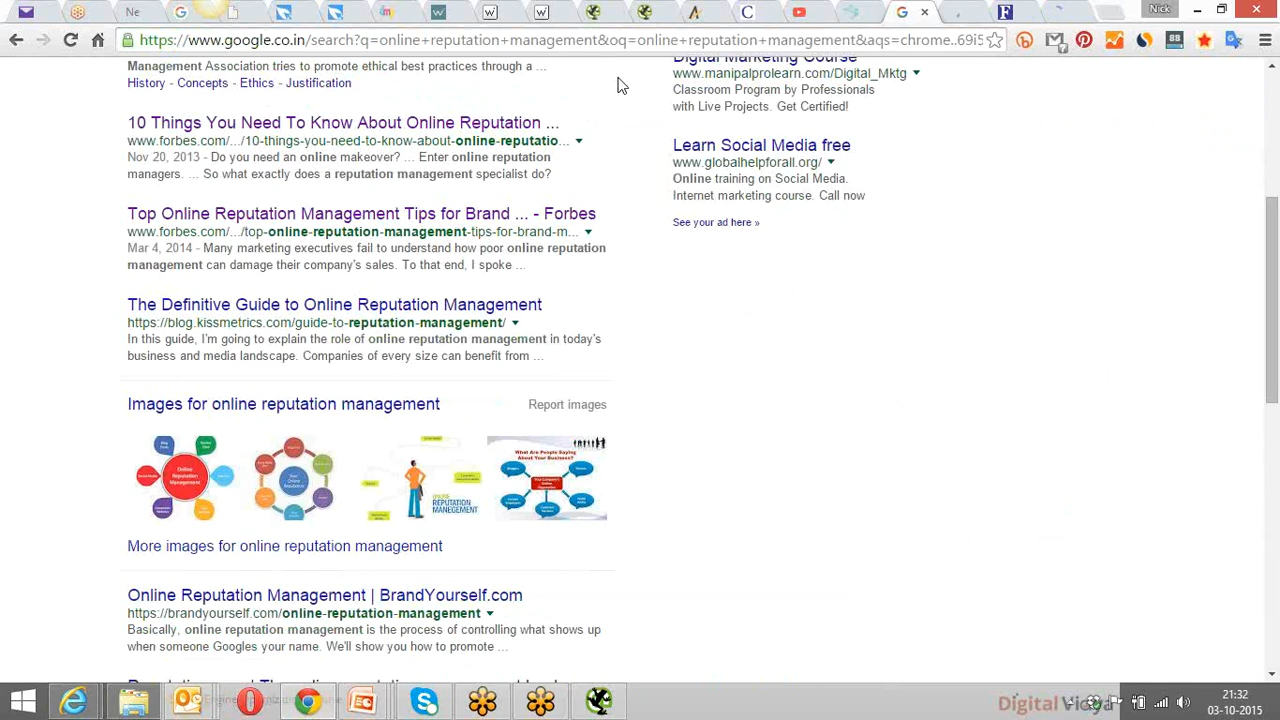 Nick
https://www.google.co.in/search?q=online+reputation+management&oq=online+reputation+management&aqs=chrome..69i5
Management Association tries to promote ethical best practices through a ...
History - Concepts - Ethics - Justification
10 Things You Need To Know About Online Reputation ...
www.forbes.com/.../10-things-you-need-to-know-about-online-reputatio...
Nov 20, 2013 - Do you need an online makeover? ... Enter online reputation
managers. ... So what exactly does a reputation management specialist do?
Top Online Reputation Management Tips for Brand ... - Forbes
www.forbes.com/.../top-online-reputation-management-tips-for-brand-m...
Mar 4, 2014 - Many marketing executives fail to understand how poor online reputation
management can damage their company's sales. To that end, I spoke ...
The Definitive Guide to Online Reputation Management
https://blog.kissmetrics.com/guide-to-reputation-management/
In this guide, I'm going to explain the role of online reputation management in today's
business and media landscape. Companies of every size can benefit from ...
Images for online reputation management
Report images
More images for online reputation management
Online Reputation Management | BrandYourself.com
https://brandyourself.com/online-reputation-management
Basically, online reputation management is the process of controlling what shows up
when someone Googles your name. We'll show you how to promote ...
Digital Marketing Course
www.manipalprolearn.com/Digital_Mktg
Classroom Program by Professionals
with Live Projects. Get Certified!
Learn Social Media free
www.globalhelpforall.org/
Online training on Social Media.
Internet marketing course. Call now
See your ad here »
Digital Vidya
21:32
03-10-2015